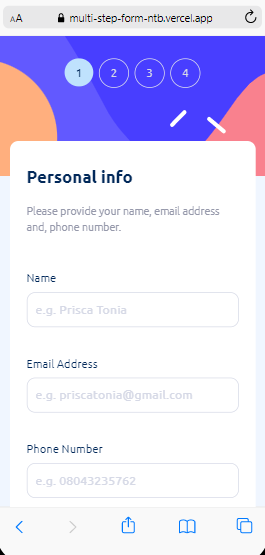 AA multi-step-form-ntb.vercel.app
1 2 3 4
Personal info
Please provide your name, email address
and, phone number.
Name
e.g. Prisca Tonia
Email Address
e.g. priscatonia@gmail.com
Phone Number
e.g. 08043235762